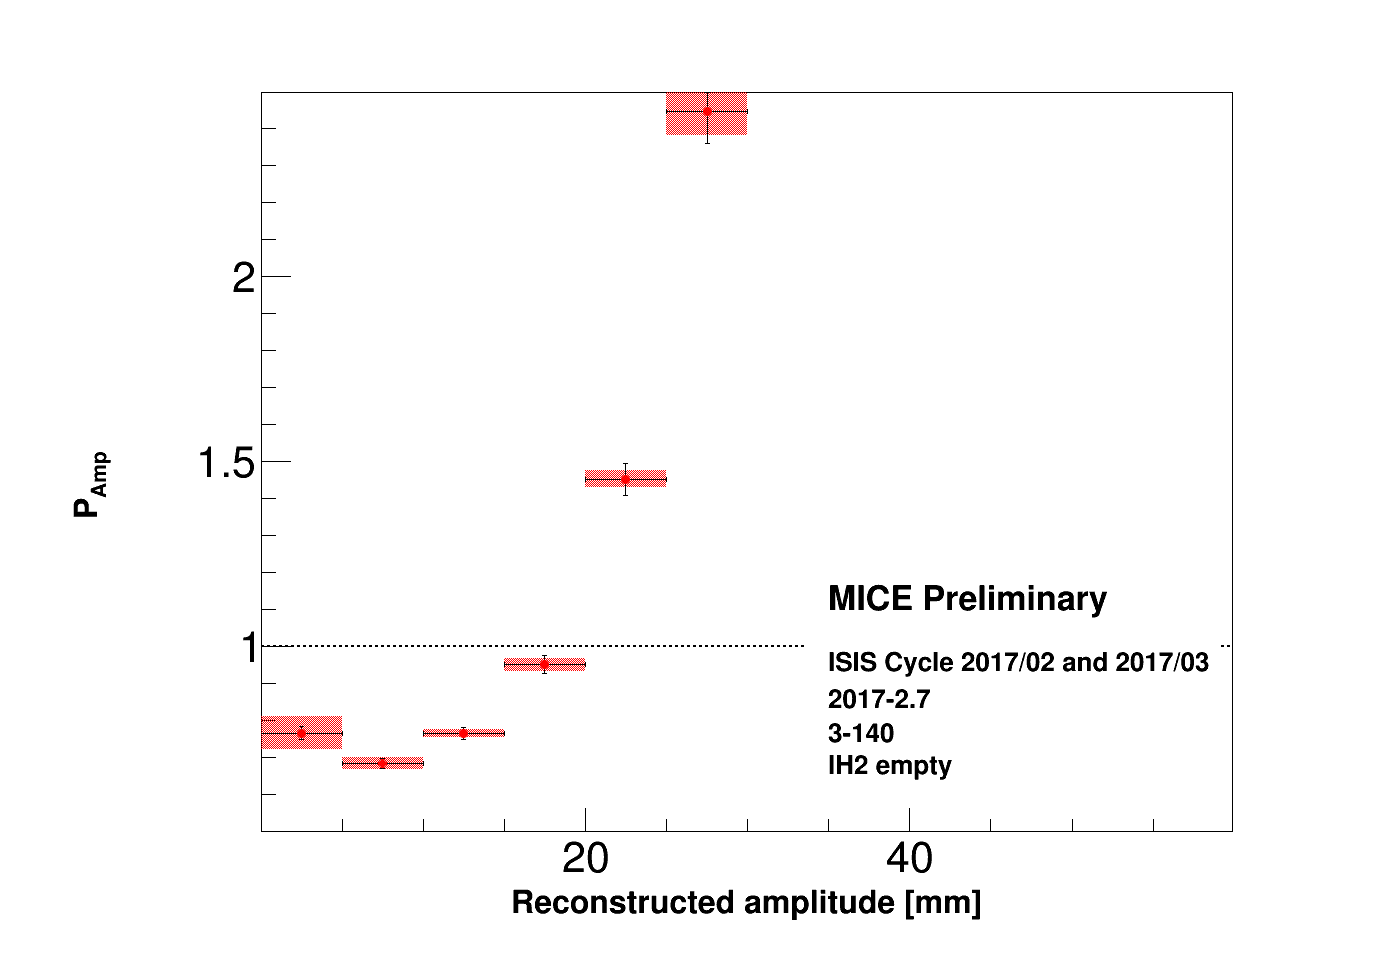 2
1.5
P_Amp
MICE Preliminary
1
ISIS Cycle 2017/02 and 2017/03
2017-2.7
3-140
IH2 empty
20 40
Reconstructed amplitude [mm]